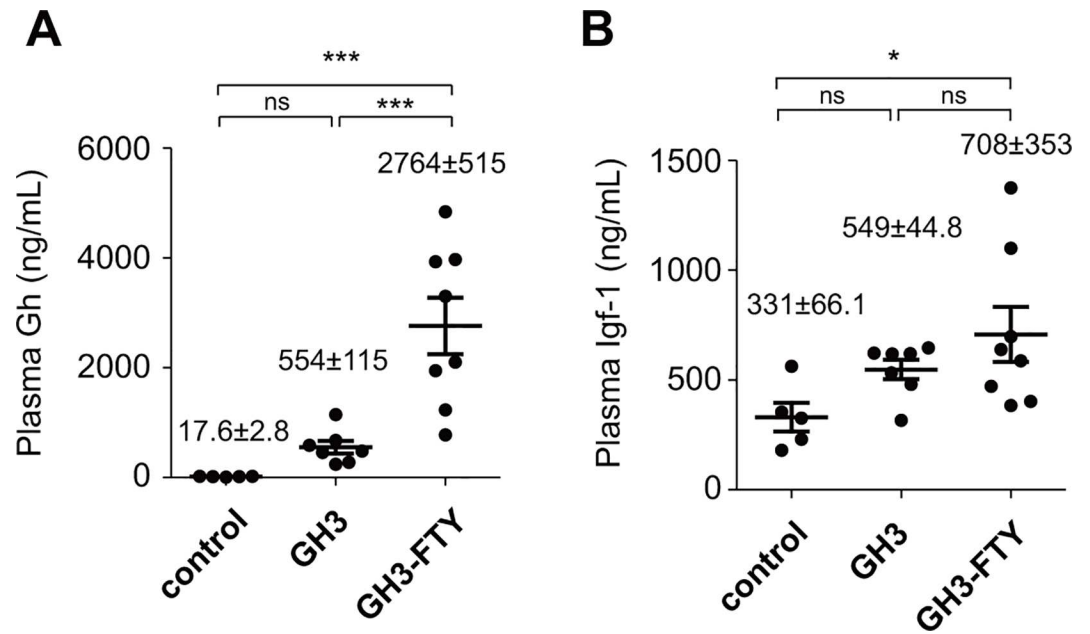 A
***
ns
***
6000
4000
2000
0
Plasma Gh (ng/mL)
17.6±2.8
554±115
2764±515
control
GH3
GH3-FTY
B
*
ns
ns
1500
1000
500
0
Plasma Igf-1 (ng/mL)
331±66.1
549±44.8
708±353
control
GH3
GH3-FTY